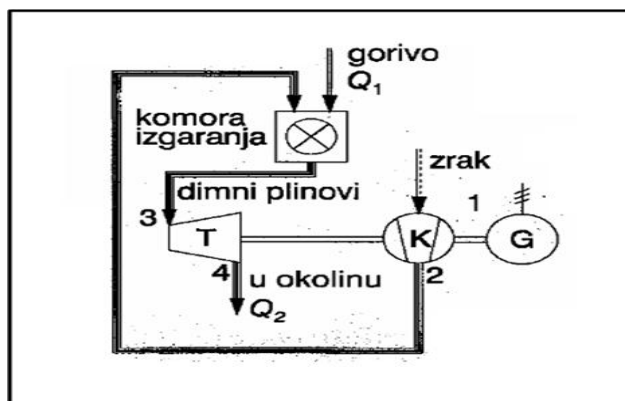 gorivo
Q₁
komora
izgaranja
zrak
dimni plinovi
1
3
T
K
G
4
u okolinu
2
Q₂